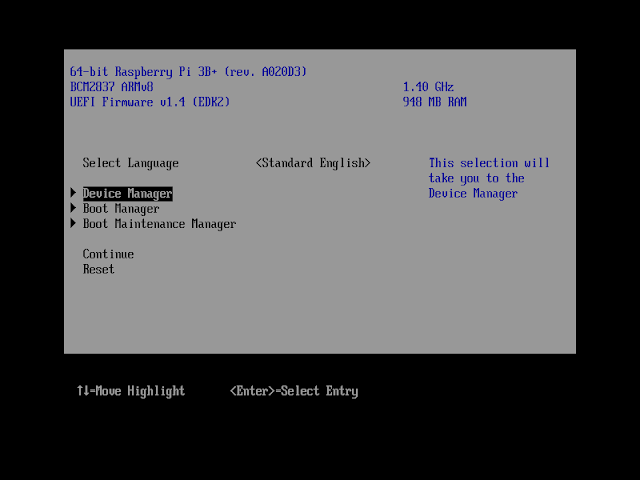 64-bit Raspberry Pi 3B+ (rev. A020D3)
BCM2837 ARMv8 1.40 GHz
UEFI Firmware v1.4 (EDK2) 948 MB RAM
Select Language <Standard English> This selection will
take you to the
Device Manager Device Manager
Boot Manager
Boot Maintenance Manager
Continue
Reset
↑↓=Move Highlight <Enter>=Select Entry